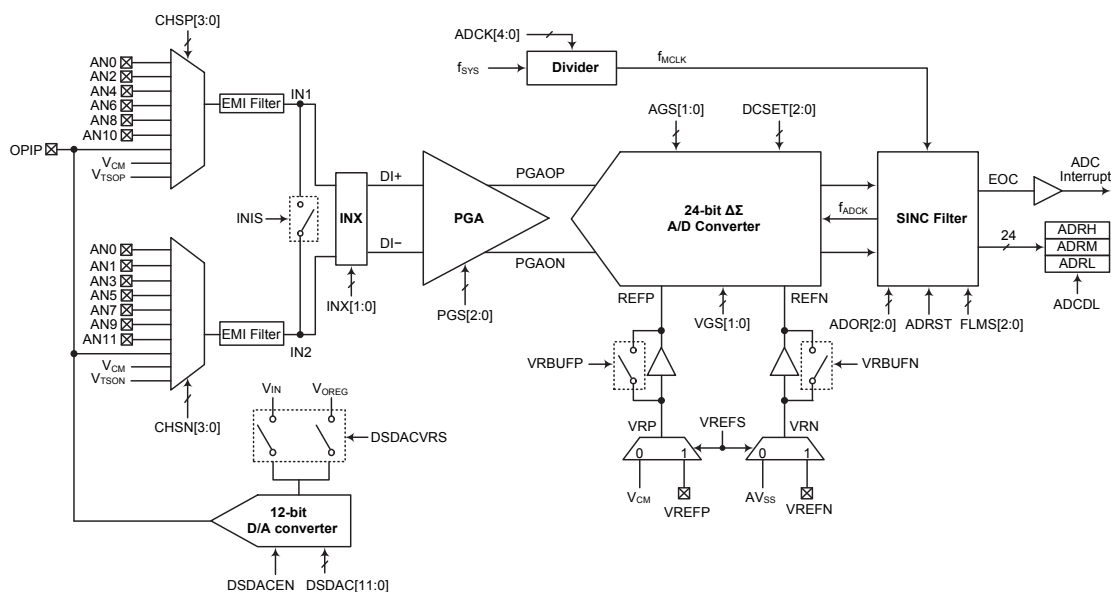 CHSP[3:0]
AN0
AN2
AN4
AN6
AN8
AN10
OPIP
VCM
VTSOP
EMI Filter
IN1
ADCK[4:0]
fSYS
Divider
fMCLK
AGS[1:0]
DCSET[2:0]
INIS
INX
DI+
DI−
INX[1:0]
PGA
PGS[2:0]
PGAOP
PGAON
24-bit ΔΣ
A/D Converter
fADCK
SINC Filter
EOC
ADC
Interrupt
24
ADRH
ADRM
ADRL
ADCDL
ADOR[2:0]
ADRST
FLMS[2:0]
REFP
VGS[1:0]
REFN
VRBUFP
VRBUFN
VRP
VREFS
VRN
0
1
0
1
VCM
VREFP
AVSS
VREFN
AN0
AN1
AN3
AN5
AN7
AN9
AN11
VCM
VTSON
EMI Filter
IN2
CHSN[3:0]
VIN
VOREG
DSDACVRS
12-bit
D/A converter
DSDACEN
DSDAC[11:0]